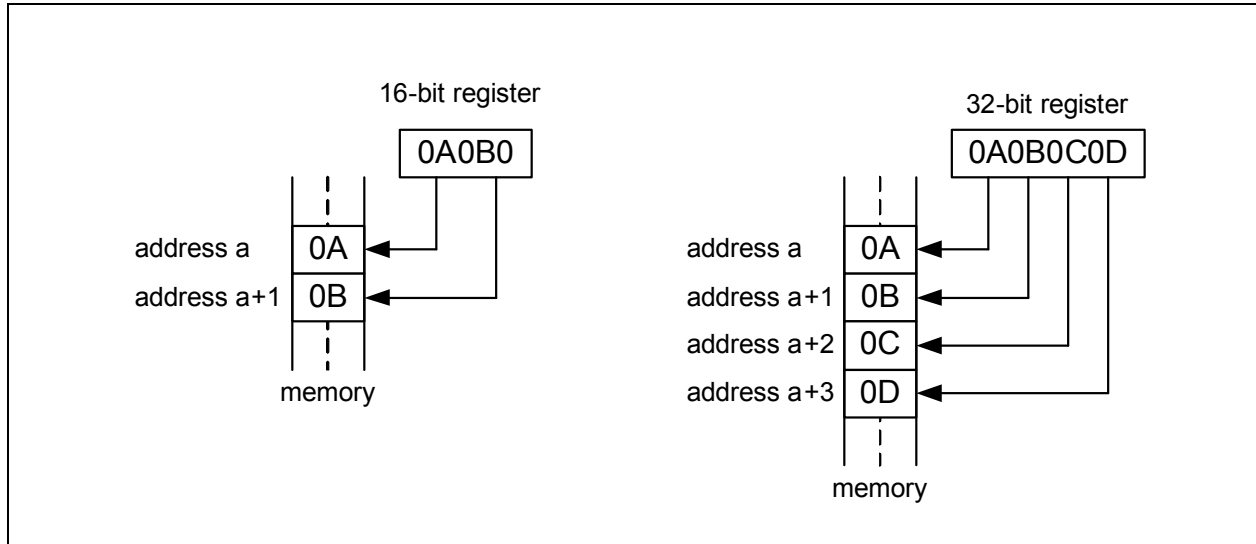 16-bit register
0A0B0
address a 0A
address a+1 0B
memory
32-bit register
0A0B0C0D
address a 0A
address a+1 0B
address a+2 0C
address a+3 0D
memory